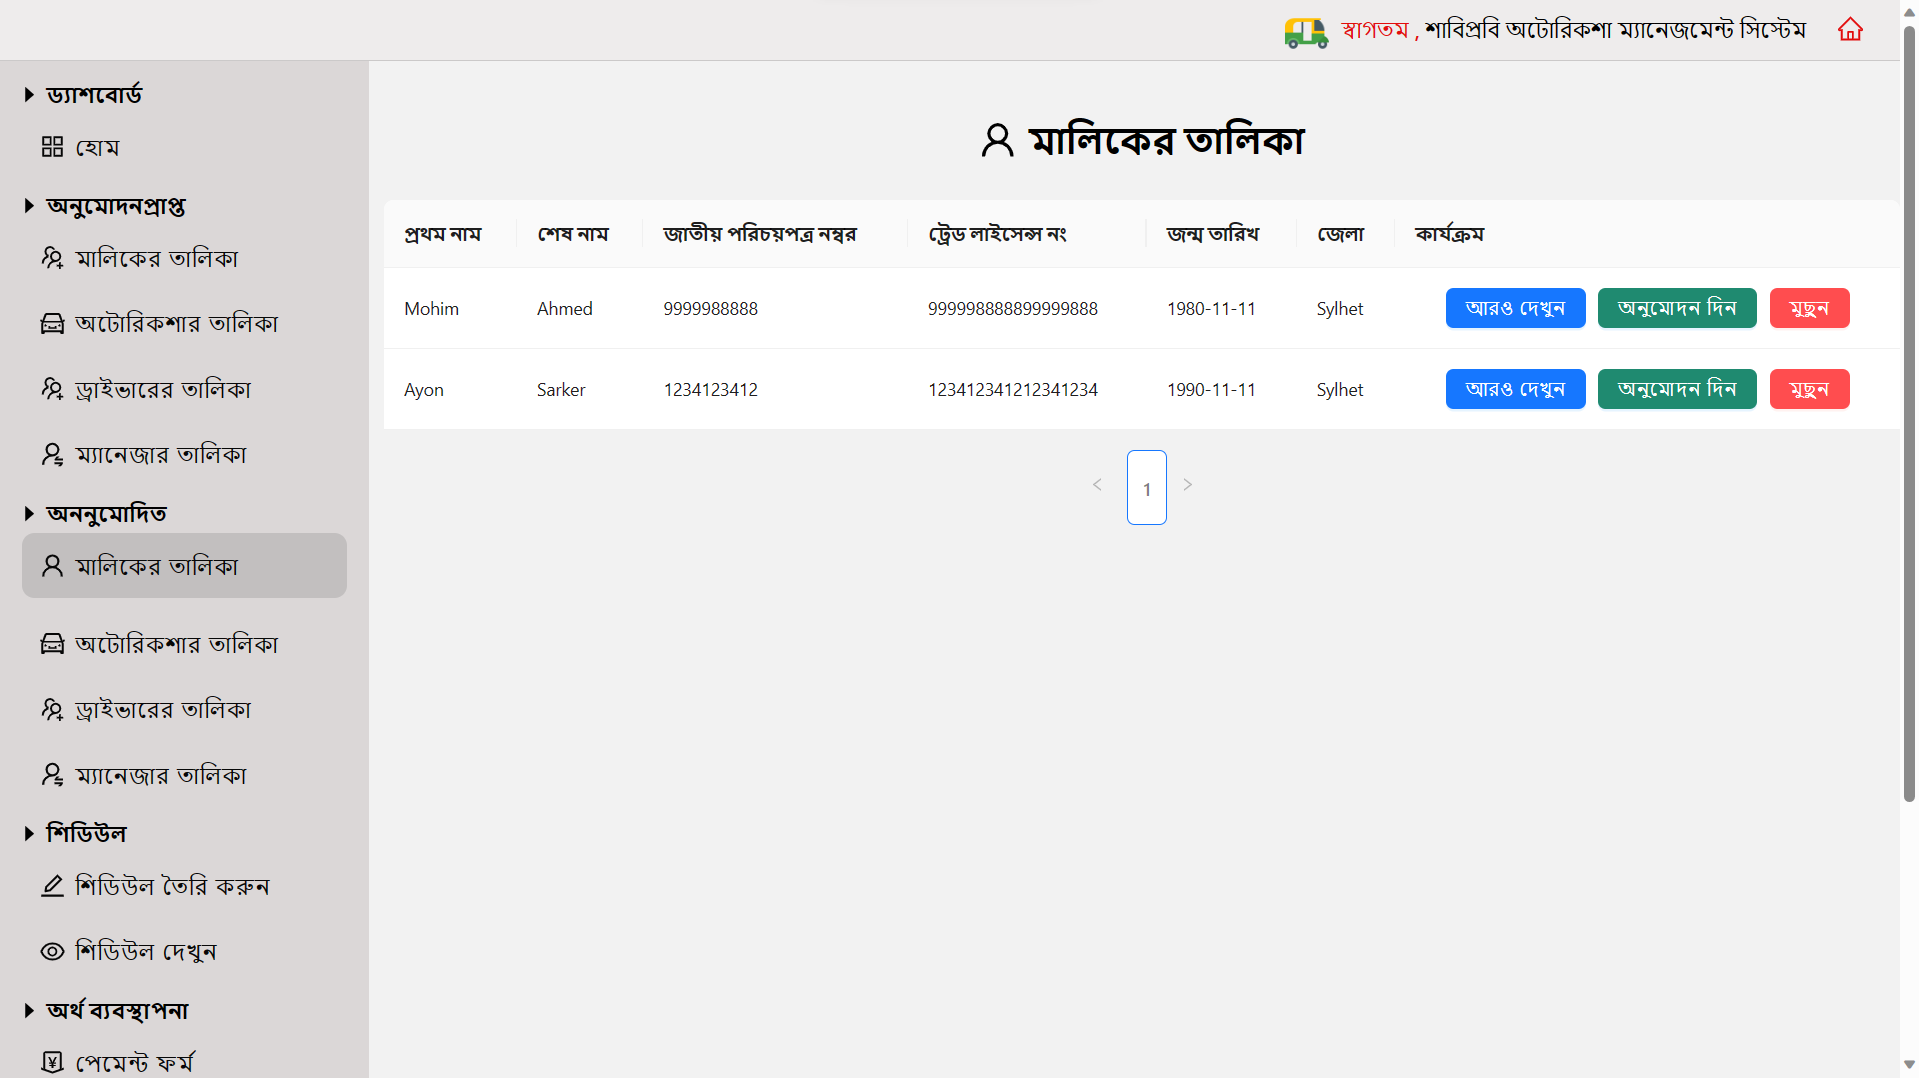 স্বাগতম , শাবিপ্রবি অটোরিকশা ম্যানেজমেন্ট সিস্টেম
ড্যাশবোর্ড
হোম
অনুমোদনপ্রাপ্ত
মালিকের তালিকা
অটোরিকশার তালিকা
ড্রাইভারের তালিকা
ম্যানেজার তালিকা
অননুমোদিত
মালিকের তালিকা
অটোরিকশার তালিকা
ড্রাইভারের তালিকা
ম্যানেজার তালিকা
শিডিউল
শিডিউল তৈরি করুন
শিডিউল দেখুন
অর্থ ব্যবস্থাপনা
পেমেন্ট ফর্ম
মালিকের তালিকা
প্রথম নাম শেষ নাম জাতীয় পরিচয়পত্র নম্বর ট্রেড লাইসেন্স নং জন্ম তারিখ জেলা কার্যক্রম
Mohim Ahmed 9999988888 999998888899999888 1980-11-11 Sylhet আরও দেখুন অনুমোদন দিন মুছুন
Ayon Sarker 1234123412 123412341212341234 1990-11-11 Sylhet আরও দেখুন অনুমোদন দিন মুছুন
1